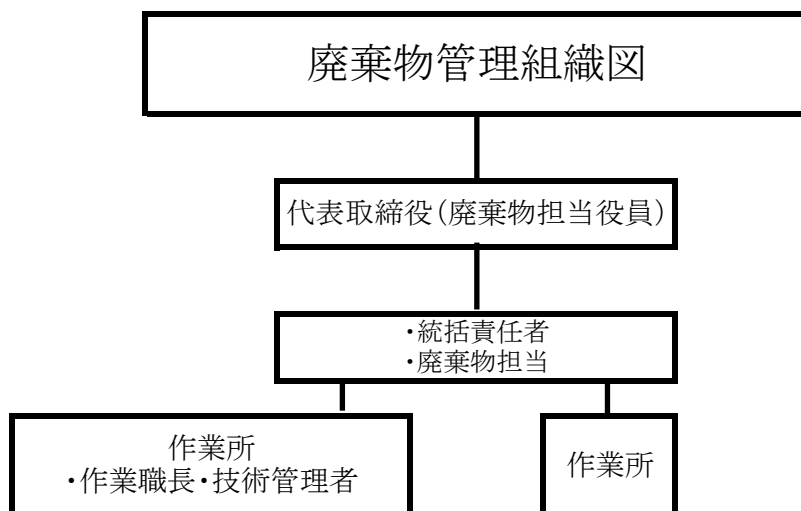 廃棄物管理組織図
代表取締役(廃棄物担当役員)
・統括責任者
・廃棄物担当
作業所
・作業職長・技術管理者
作業所